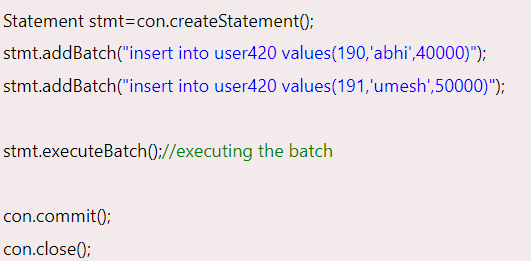 Statement stmt=con.createStatement();
stmt.addBatch("insert into user420 values(190,'abhi',40000)");
stmt.addBatch("insert into user420 values(191,'umesh',50000)");
stmt.executeBatch();//executing the batch
con.commit();
con.close();